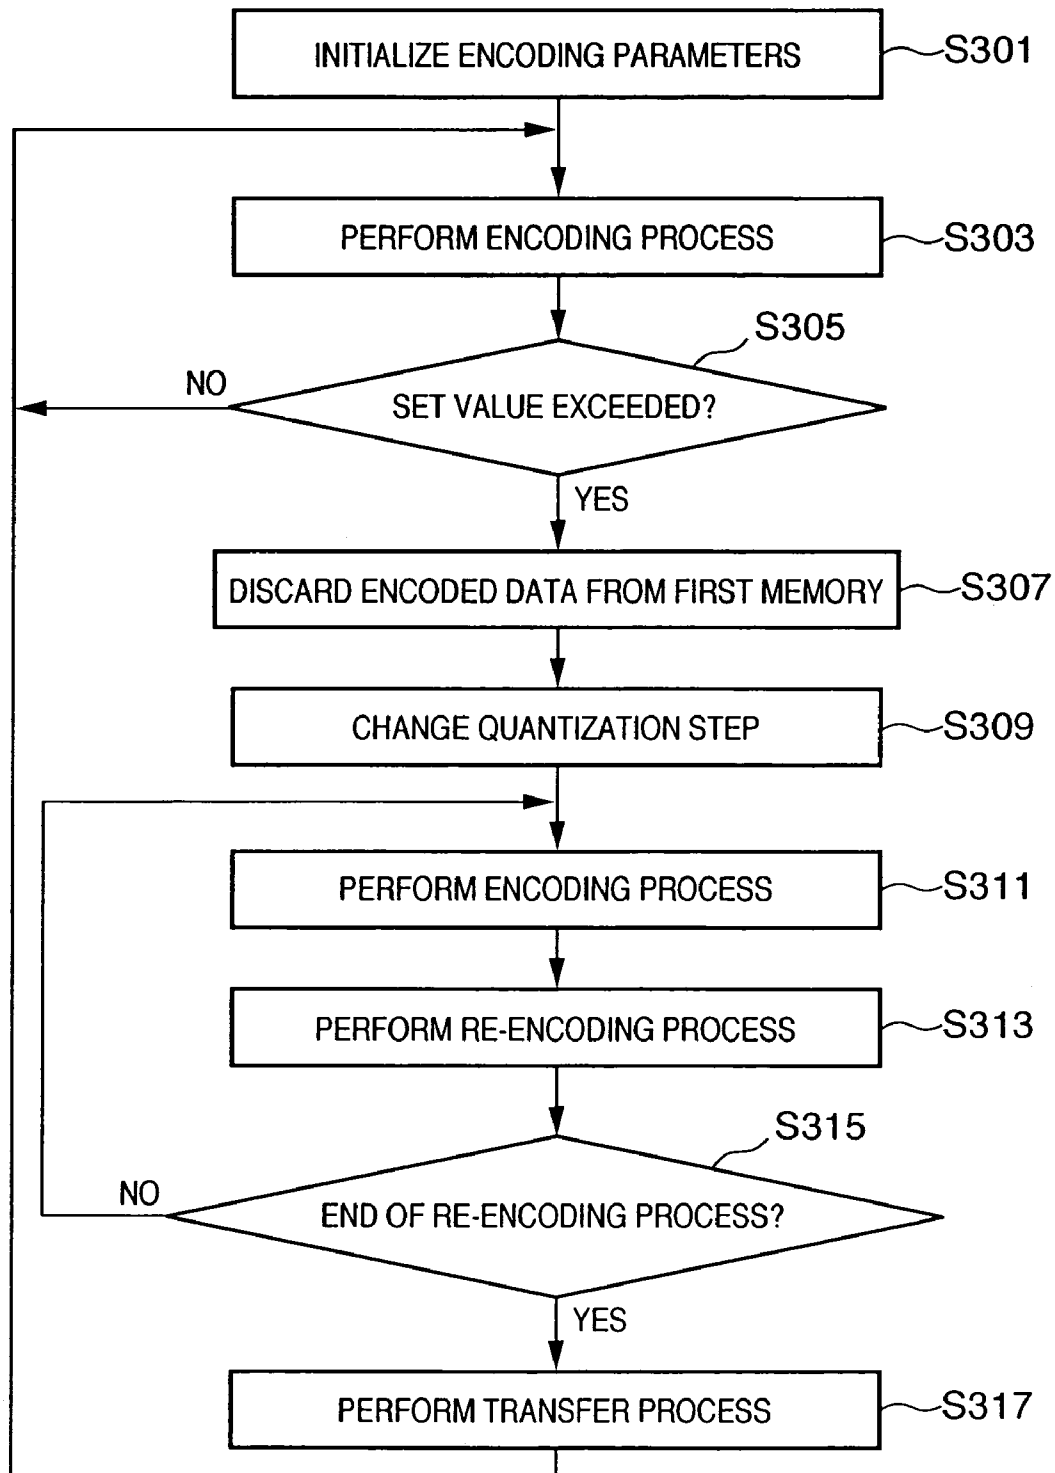 INITIALIZE ENCODING PARAMETERS
S301
PERFORM ENCODING PROCESS
S303
S305
NO
SET VALUE EXCEEDED?
YES
DISCARD ENCODED DATA FROM FIRST MEMORY
S307
CHANGE QUANTIZATION STEP
S309
PERFORM ENCODING PROCESS
S311
PERFORM RE-ENCODING PROCESS
S313
S315
NO
END OF RE-ENCODING PROCESS?
YES
PERFORM TRANSFER PROCESS
S317